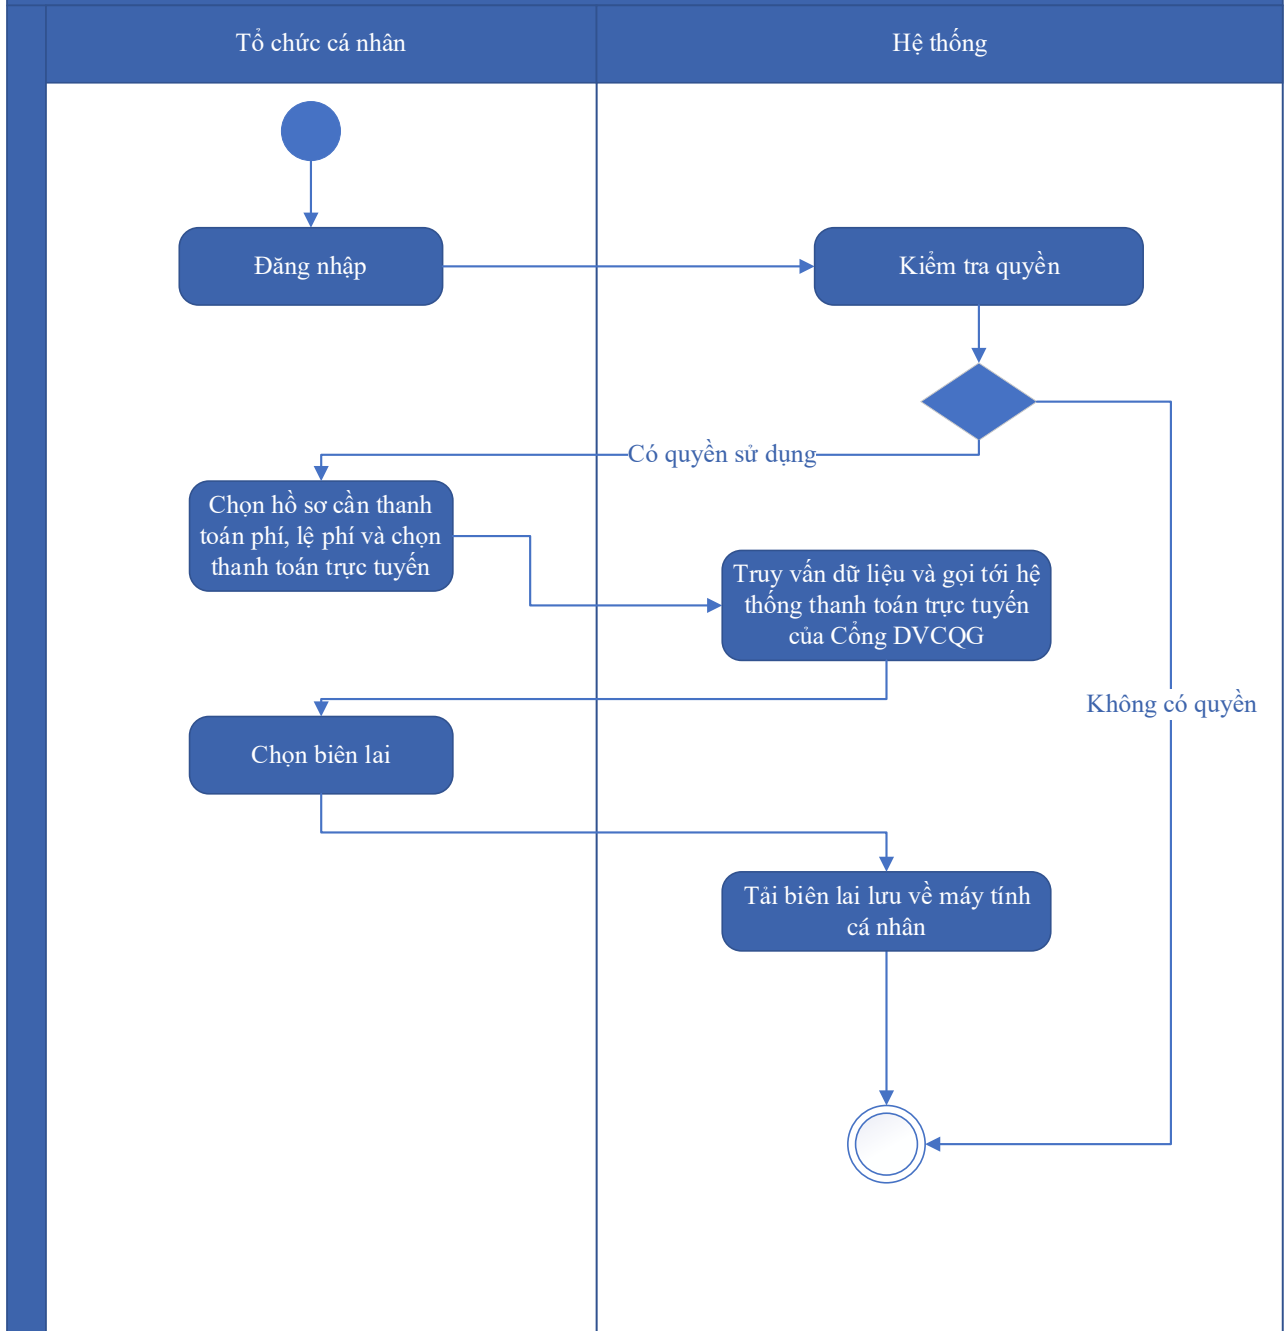 Tổ chức cá nhân
Hệ thống
Đăng nhập
Kiểm tra quyền
Có quyền sử dụng
Chọn hồ sơ cần thanh
toán phí, lệ phí và chọn
thanh toán trực tuyến
Truy vấn dữ liệu và gọi tới hệ
thống thanh toán trực tuyến
của Cổng DVCQG
Không có quyền
Chọn biên lai
Tải biên lai lưu về máy tính
cá nhân